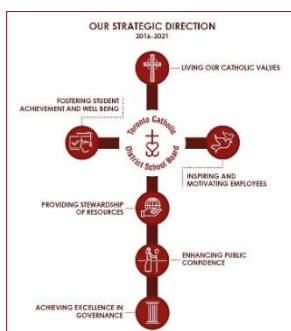 OUR STRATEGIC DIRECTION
2016-2021
LIVING OUR CATHOLIC VALUES
FOSTERING STUDENT
ACHIEVEMENT AND WELL BEING
Toronto Catholic
District School Board
INSPIRING AND
MOTIVATING EMPLOYEES
PROVIDING STEWARDSHIP
OF RESOURCES
ENHANCING PUBLIC
CONFIDENCE
ACHIEVING EXCELLENCE IN
GOVERNANCE